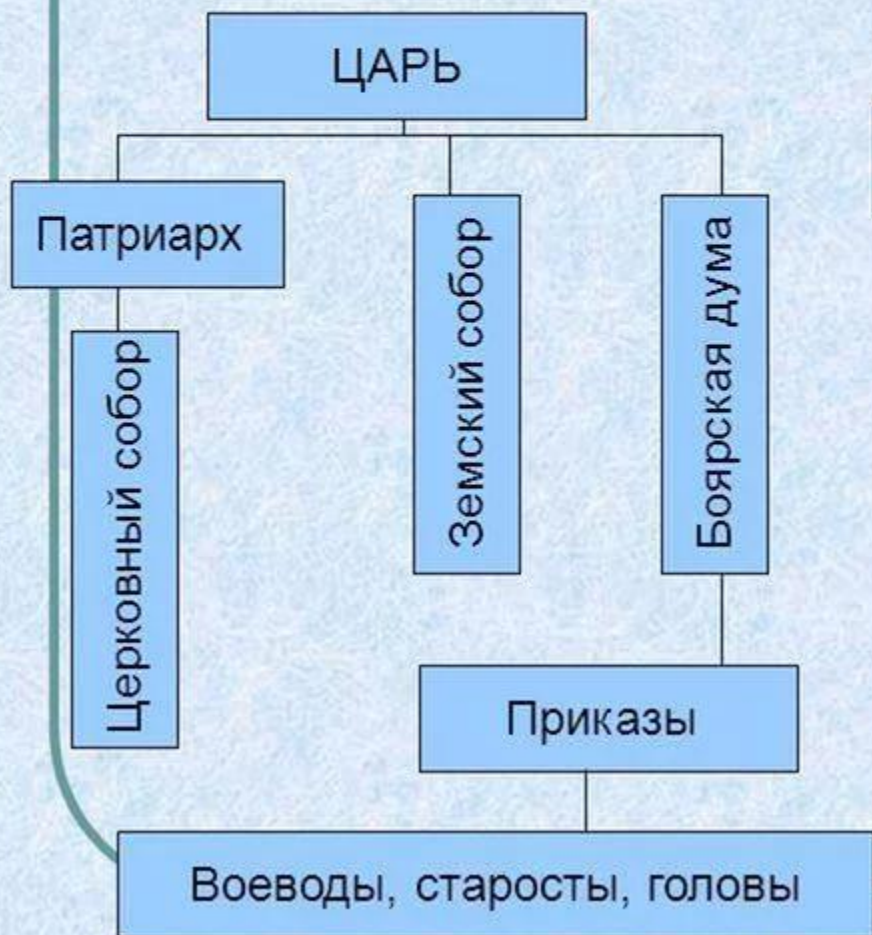 ЦАРЬ
Патриарх
Церковный собор
Земский собор
Боярская дума
Приказы
Воеводы, старосты, головы